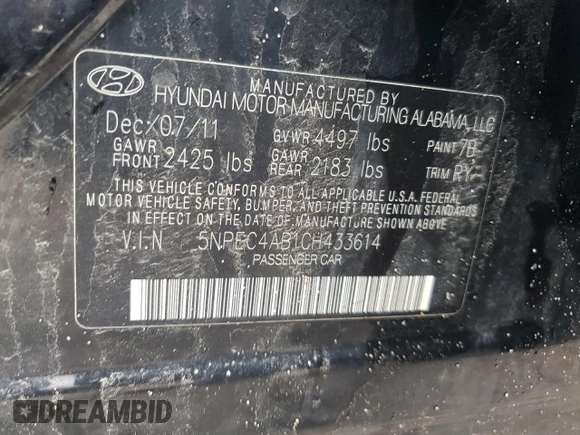 MANUFACTURED BY
HYUNDAI MOTOR MANUFACTURING ALABAMA, LLC
Dec/07/11 GVWR 4497 lbs PAINT 7B
GAWR FRONT 2425 lbs GAWR REAR 2183 lbs TRIM RY
THIS VEHICLE CONFORMS TO ALL APPLICABLE U.S.A. FEDERAL
MOTOR VEHICLE SAFETY, BUMPER, AND THEFT PREVENTION STANDARDS
IN EFFECT ON THE DATE OF MANUFACTURE SHOWN ABOVE
V.I.N 5NPEC4AB1CH433614
PASSENGER CAR
DREAMBID